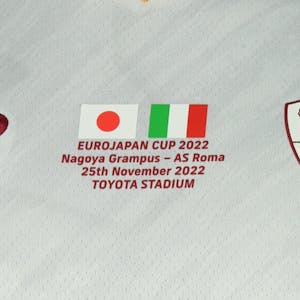 EUROJAPAN CUP 2022
Nagoya Grampus – AS Roma
25th November 2022
TOYOTA STADIUM